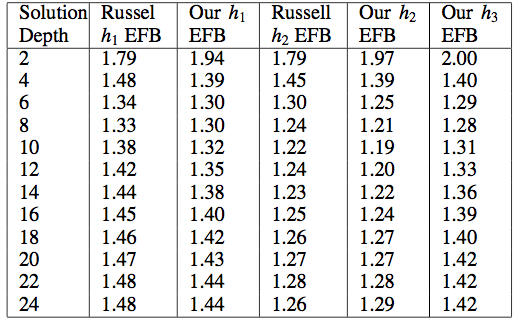 Solution Russel Our h₁ Russell Our h₂ Our h₃
Depth h₁ EFB EFB h₂ EFB EFB EFB
2 1.79 1.94 1.79 1.97 2.00
4 1.48 1.39 1.45 1.39 1.40
6 1.34 1.30 1.30 1.25 1.29
8 1.33 1.30 1.24 1.21 1.28
10 1.38 1.32 1.22 1.19 1.31
12 1.42 1.35 1.24 1.20 1.33
14 1.44 1.38 1.23 1.22 1.36
16 1.45 1.40 1.25 1.24 1.39
18 1.46 1.42 1.26 1.27 1.40
20 1.47 1.43 1.27 1.27 1.42
22 1.48 1.44 1.28 1.28 1.42
24 1.48 1.44 1.26 1.29 1.42